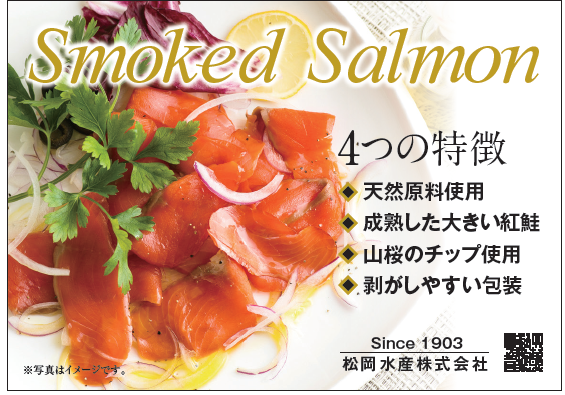 Smoked Salmon
4つの特徴
◆ 天然原料使用
◆ 成熟した大きい紅鮭
◆ 山桜のチップ使用
◆ 剥がしやすい包装
Since 1903
松岡水産株式会社
※写真はイメージです。